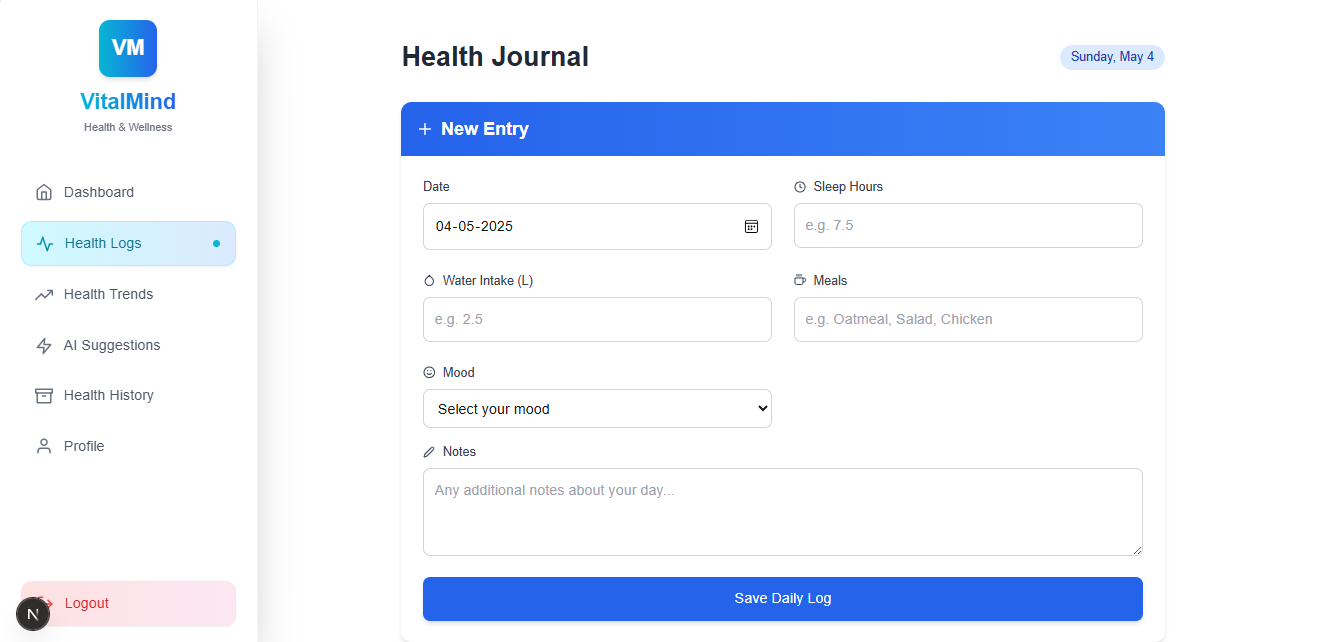 VM
VitalMind
Health & Wellness
Dashboard
Health Logs
Health Trends
AI Suggestions
Health History
Profile
Logout
N
Health Journal
Sunday, May 4
+ New Entry
Date
04-05-2025
Sleep Hours
e.g. 7.5
Water Intake (L)
e.g. 2.5
Meals
e.g. Oatmeal, Salad, Chicken
Mood
Select your mood
Notes
Any additional notes about your day...
Save Daily Log